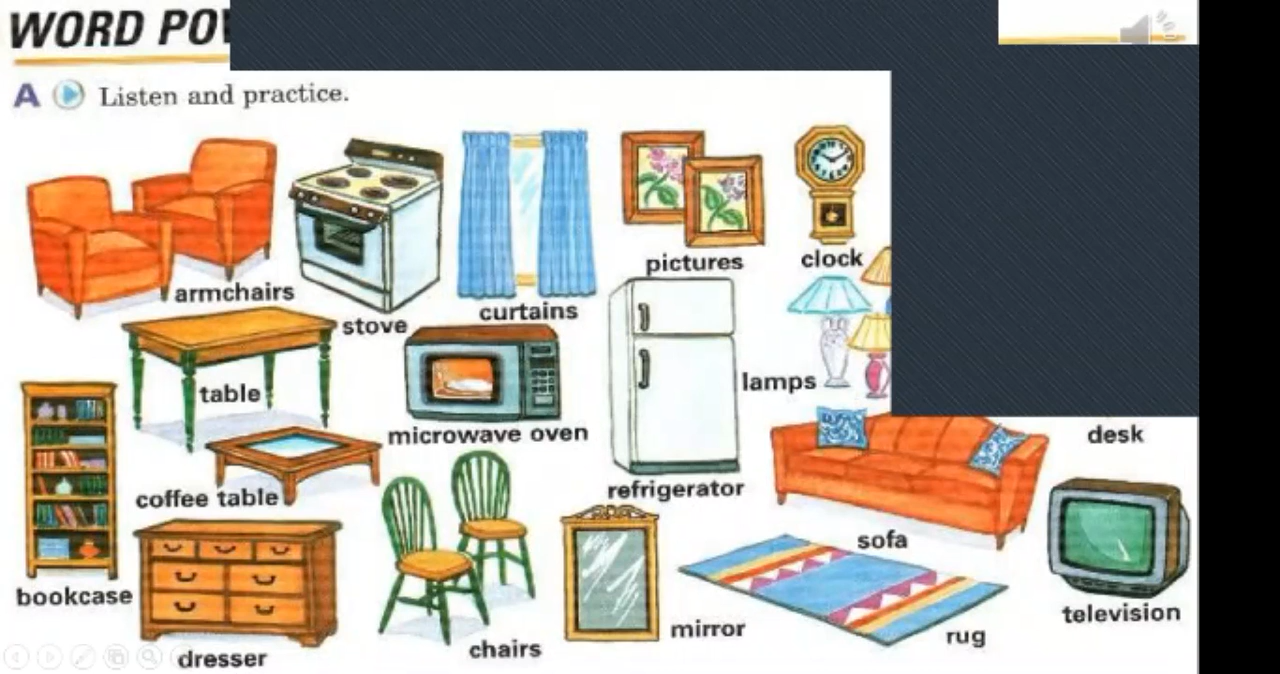 WORD PO
A Listen and practice.
armchairs
stove
curtains
pictures
clock
table
microwave oven
refrigerator
lamps
desk
bookcase
coffee table
dresser
chairs
mirror
sofa
rug
television